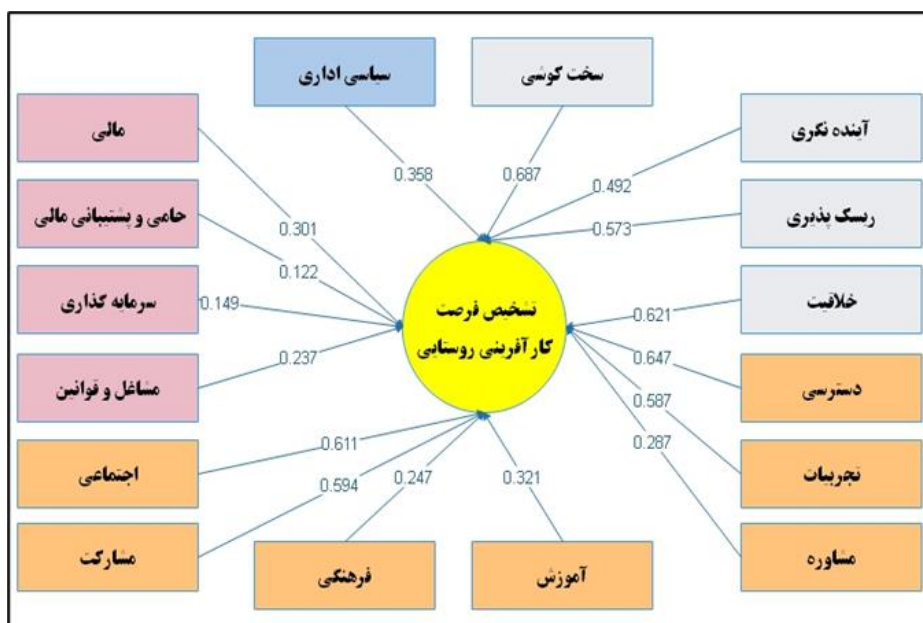 سیاسی اداری
سخت کوشی
مالی
آینده نگری
حامی و پشتیبانی مالی
ریسک پذیری
سرمایه گذاری
خلاقیت
مشاغل و قوانین
دسترسی
اجتماعی
تجربیات
مشارکت
فرهنگی
آموزش
مشاوره
تشخیص فرصت
کارآفرینی روستایی
0.358
0.687
0.492
0.573
0.301
0.122
0.149
0.237
0.621
0.647
0.587
0.287
0.611
0.594
0.247
0.321